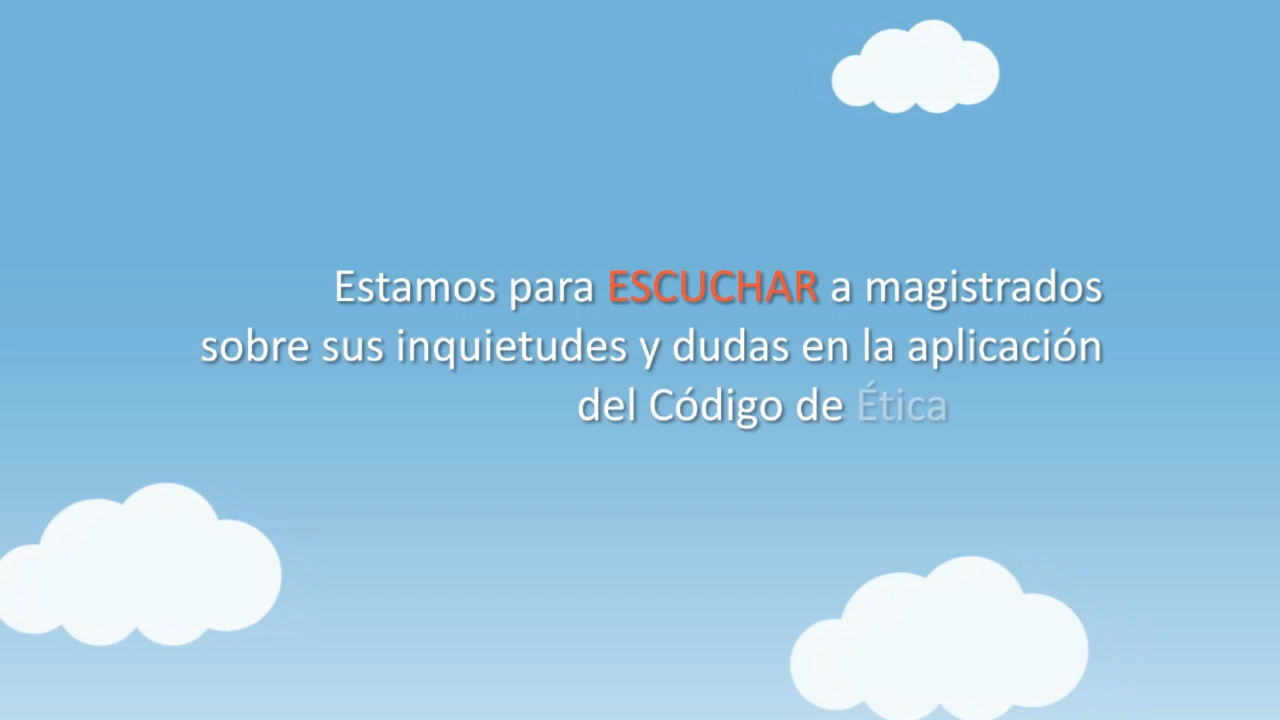 Estamos para ESCUCHAR a magistrados
sobre sus inquietudes y dudas en la aplicación
del Código de Ética